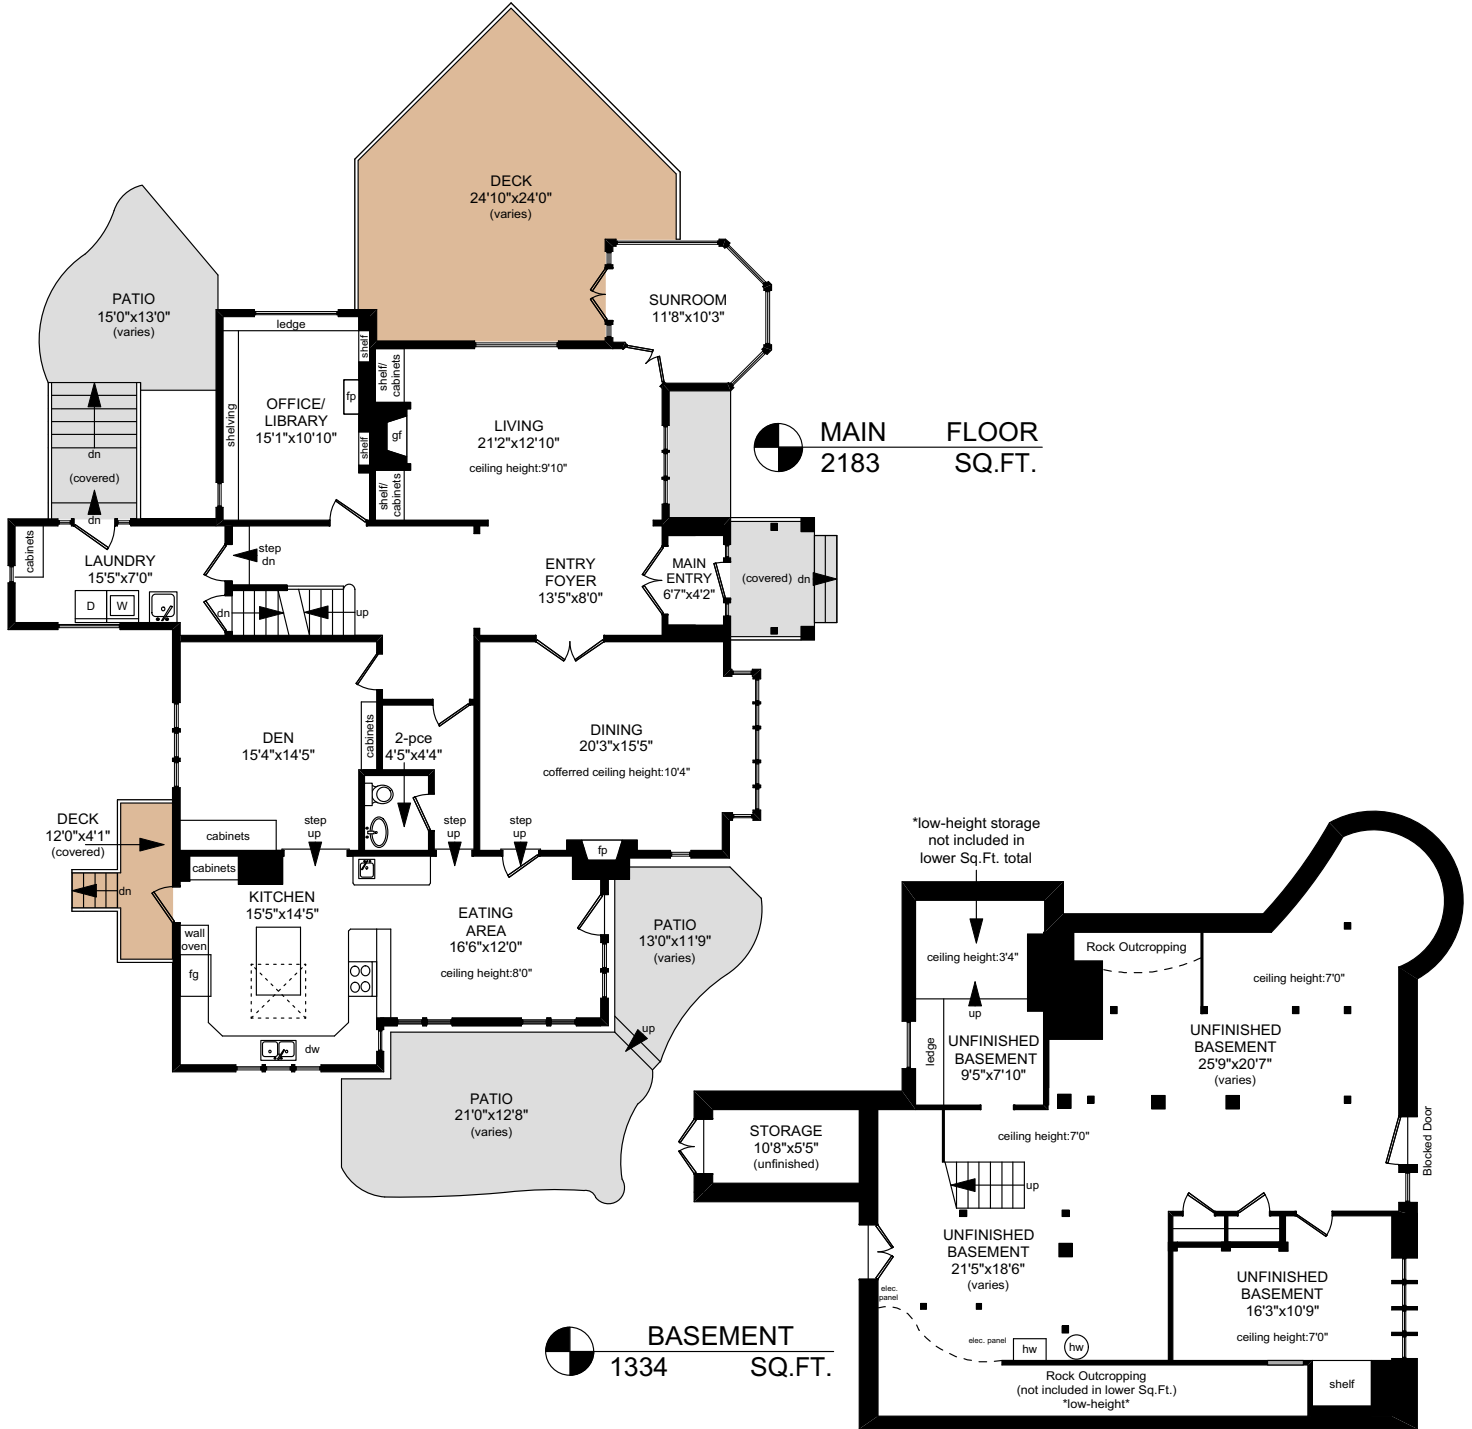 DECK
24'10"x24'0"
(varies)
PATIO
15'0"x13'0"
(varies)
SUNROOM
11'8"x10'3"
ledge
shelf
shelf/
cabinets
fp
OFFICE/
LIBRARY
15'1"x10'10"
shelving
shelf
gf
shelf/
cabinets
LIVING
21'2"x12'10"
ceiling height:9'10"
MAIN FLOOR
2183 SQ.FT.
dn
(covered)
dn
cabinets
LAUNDRY
15'5"x7'0"
D
W
step
dn
dn
up
ENTRY
FOYER
13'5"x8'0"
MAIN
ENTRY
6'7"x4'2"
(covered)
dn
DEN
15'4"x14'5"
cabinets
2-pce
4'5"x4'4"
DINING
20'3"x15'5"
cofferred ceiling height:10'4"
DECK
12'0"x4'1"
(covered)
dn
cabinets
step
up
step
up
step
up
fp
cabinets
KITCHEN
15'5"x14'5"
wall
oven
fg
dw
EATING
AREA
16'6"x12'0"
ceiling height:8'0"
PATIO
13'0"x11'9"
(varies)
up
PATIO
21'0"x12'8"
(varies)
*low-height storage
not included in
lower Sq.Ft. total
ceiling height:3'4"
up
Rock Outcropping
ceiling height:7'0"
ledge
UNFINISHED
BASEMENT
9'5"x7'10"
UNFINISHED
BASEMENT
25'9"x20'7"
(varies)
STORAGE
10'8"x5'5"
(unfinished)
ceiling height:7'0"
Blocked Door
up
UNFINISHED
BASEMENT
21'5"x18'6"
(varies)
elec.
panel
elec. panel
hw
hw
UNFINISHED
BASEMENT
16'3"x10'9"
ceiling height:7'0"
Rock Outcropping
(not included in lower Sq.Ft.)
*low-height*
shelf
BASEMENT
1334 SQ.FT.